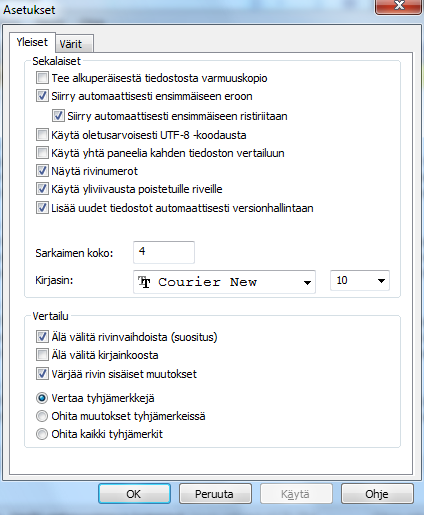 Asetukset
Yleiset Värit
Sekalaiset
Tee alkuperäisestä tiedostosta varmuuskopio
Siirry automaattisesti ensimmäiseen eroon
Siirry automaattisesti ensimmäiseen ristiriitaan
Käytä oletusarvoisesti UTF-8 -koodausta
Käytä yhtä paneelia kahden tiedoston vertailuun
Näytä rivinumerot
Käytä yliviivausta poistetuille riveille
Lisää uudet tiedostot automaattisesti versionhallintaan
Sarkaimen koko: 4
Kirjasin: Courier New 10
Vertailu
Älä välitä rivinvaihdoista (suositus)
Älä välitä kirjainkoosta
Värjää rivin sisäiset muutokset
Vertaa tyhjämerkkejä
Ohita muutokset tyhjämerkeissä
Ohita kaikki tyhjämerkit
OK Peruuta Käytä Ohje